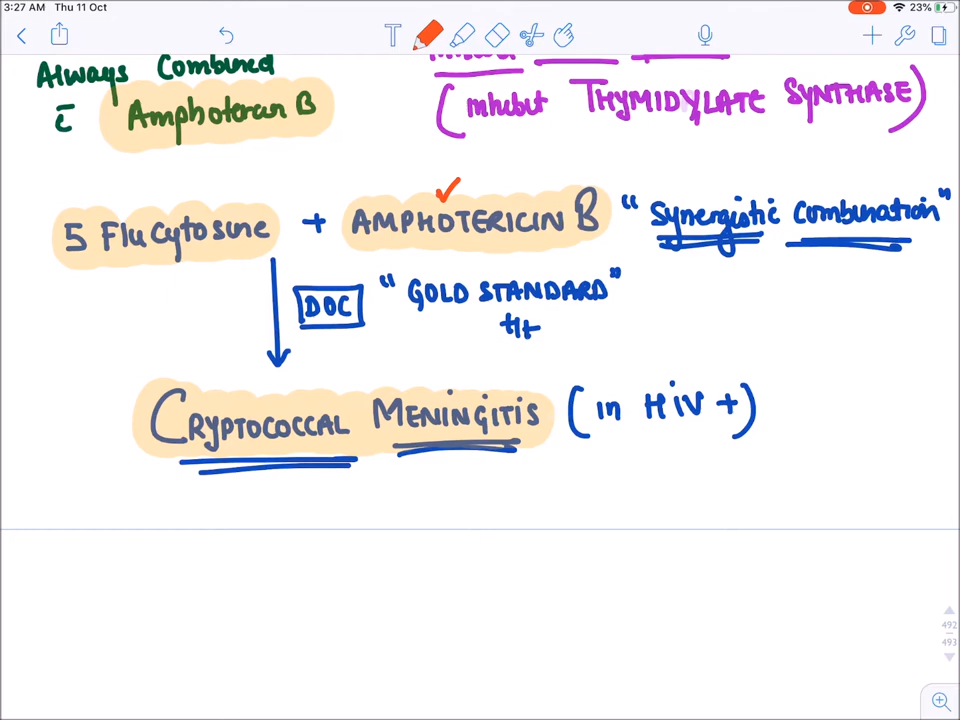 3:27 AM Thu 11 Oct
23%
Always Combined
c̄ Amphoterecin B
(Inhibit THYMIDYLATE SYNTHASE)
5 Flucytosine + AMPHOTERICIN B "Synergistic Combination"
DOC "GOLD STANDARD"
t/t
CRYPTOCOCCAL MENINGITIS (in HiV +)
492
493